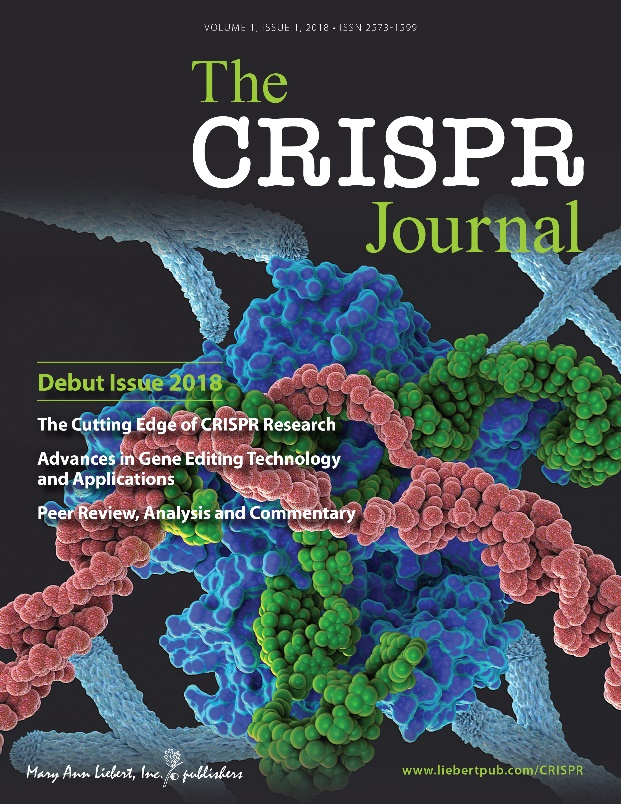 VOLUME 1, ISSUE 1, 2018 • ISSN 2573-1599
The
CRISPR
Journal
Debut Issue 2018
The Cutting Edge of CRISPR Research
Advances in Gene Editing Technology
and Applications
Peer Review, Analysis and Commentary
Mary Ann Liebert, Inc. publishers
www.liebertpub.com/CRISPR